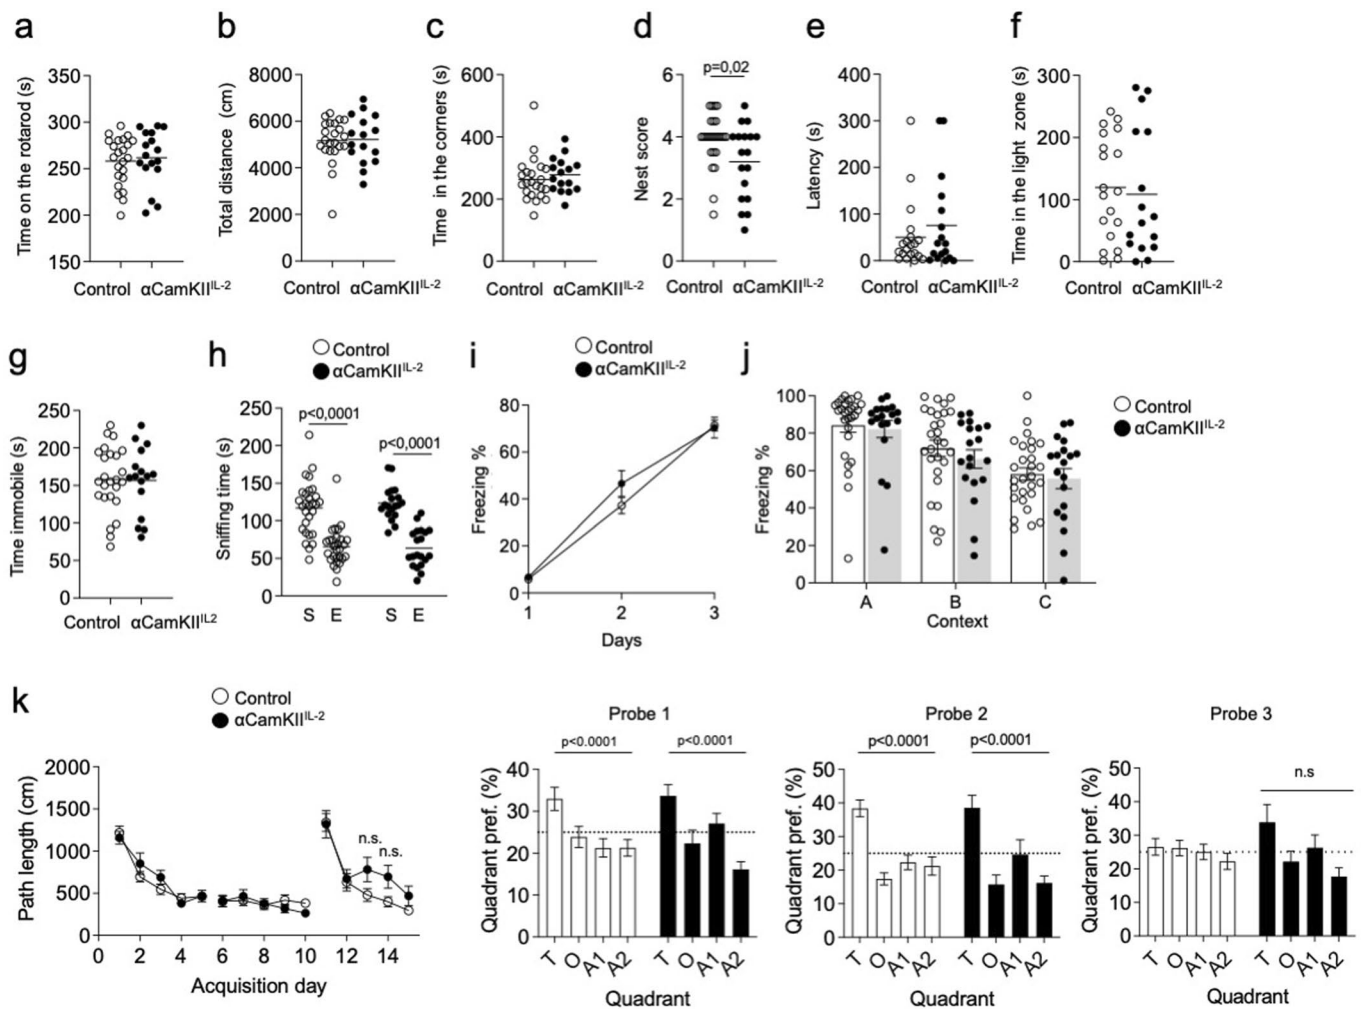 a
Time on the rotarod (s)
350
300
250
200
150
Control αCamKII^IL-2
b
Total distance (cm)
8000
6000
4000
2000
0
Control αCamKII^IL-2
c
Time in the corners (s)
600
400
200
0
Control αCamKII^IL-2
d
Nest score
p=0,02
6
4
2
0
Control αCamKII^IL-2
e
Latency (s)
400
300
200
100
0
Control αCamKII^IL-2
f
Time in the light zone (s)
300
200
100
0
Control αCamKII^IL-2
g
Time immobile (s)
250
200
150
100
50
0
Control αCamKII^IL2
h
Control
αCamKII^IL-2
Sniffing time (s)
250
200
150
100
50
0
p<0,0001
p<0,0001
S E S E
i
Control
αCamKII^IL-2
Freezing %
80
60
40
20
0
1 2 3
Days
j
Freezing %
100
80
60
40
20
0
A B C
Context
Control
αCamKII^IL-2
k
Control
αCamKII^IL-2
Path length (cm)
2000
1500
1000
500
0
n.s.
n.s.
0 2 4 6 8 10 12 14
Acquisition day
Probe 1
p<0.0001 p<0.0001
Quadrant pref. (%)
40
30
20
10
0
T O A1 A2 T O A1 A2
Quadrant
Probe 2
p<0.0001 p<0.0001
Quadrant pref. (%)
50
40
30
20
10
0
T O A1 A2 T O A1 A2
Quadrant
Probe 3
n.s
Quadrant pref. (%)
50
40
30
20
10
0
T O A1 A2 T O A1 A2
Quadrant